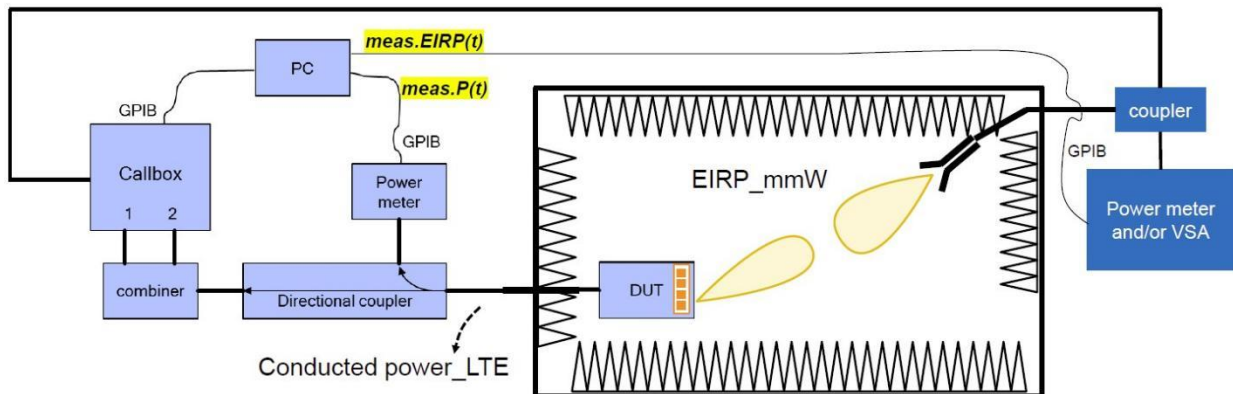 meas.EIRP(t)
PC
meas.P(t)
GPIB
GPIB
coupler
GPIB
Callbox
1 2
Power
meter
EIRP_mmW
Power meter
and/or VSA
combiner
Directional coupler
DUT
Conducted power_LTE